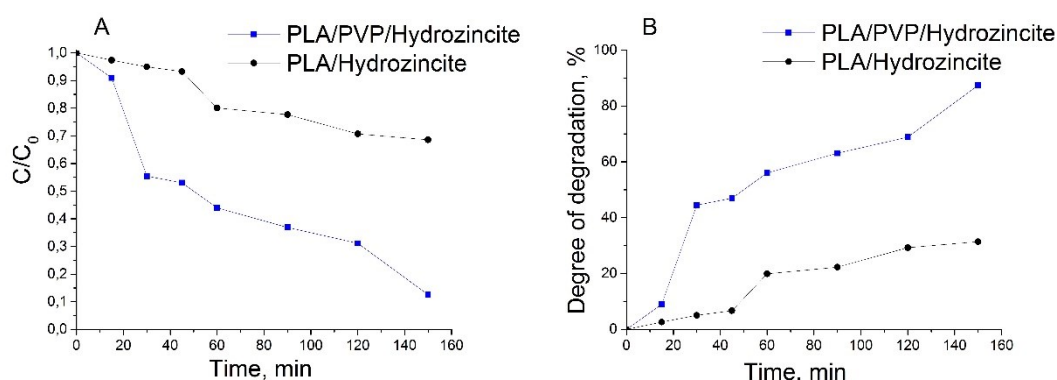 A
PLA/PVP/Hydrozincite
PLA/Hydrozincite
1,0
0,9
0,8
0,7
0,6
0,5
0,4
0,3
0,2
0,1
0,0
C/C0
0 20 40 60 80 100 120 140 160
Time, min
B
PLA/PVP/Hydrozincite
PLA/Hydrozincite
100
80
60
40
20
0
Degree of degradation, %
0 20 40 60 80 100 120 140 160
Time, min